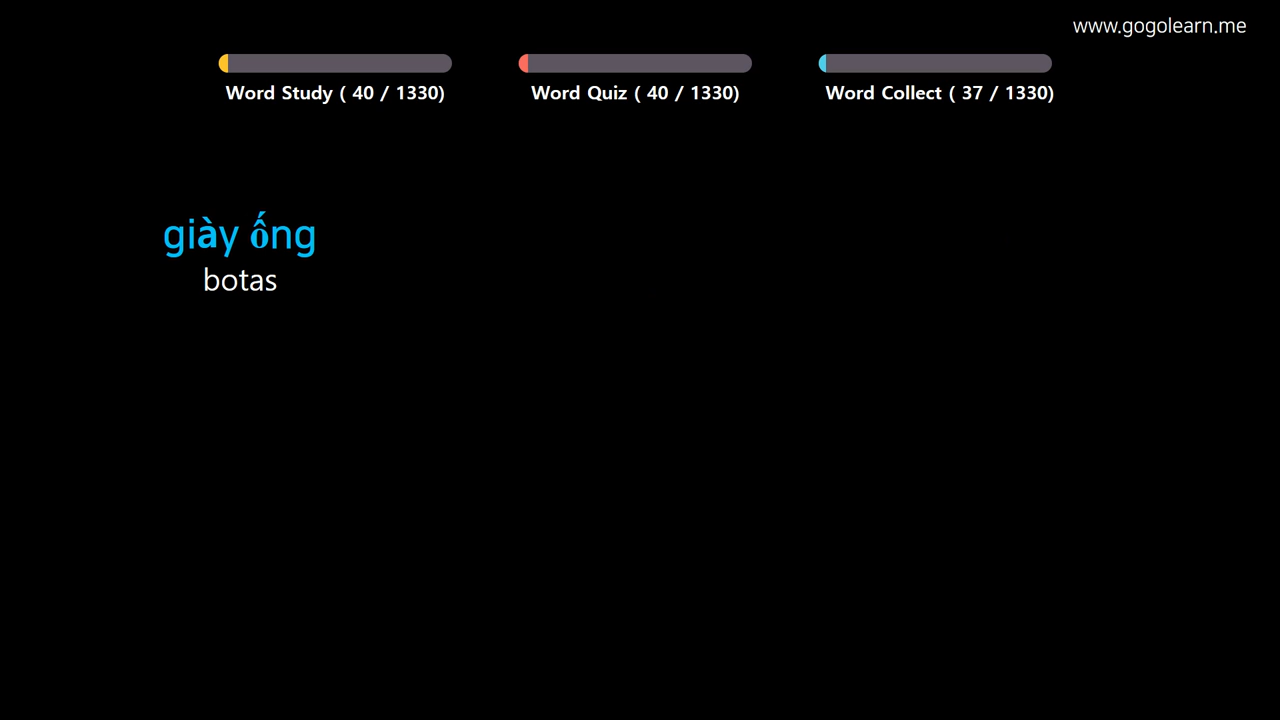 www.gogolearn.me
Word Study ( 40 / 1330)
Word Quiz ( 40 / 1330)
Word Collect ( 37 / 1330)
giày ống
botas